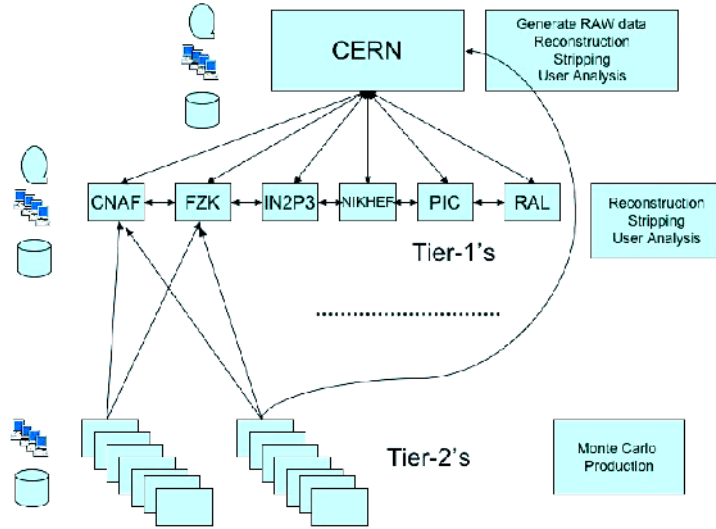 CERN
Generate RAW data
Reconstruction
Stripping
User Analysis
CNAF
FZK
IN2P3
NIKHEF
PIC
RAL
Reconstruction
Stripping
User Analysis
Tier-1's
Tier-2's
Monte Carlo
Production